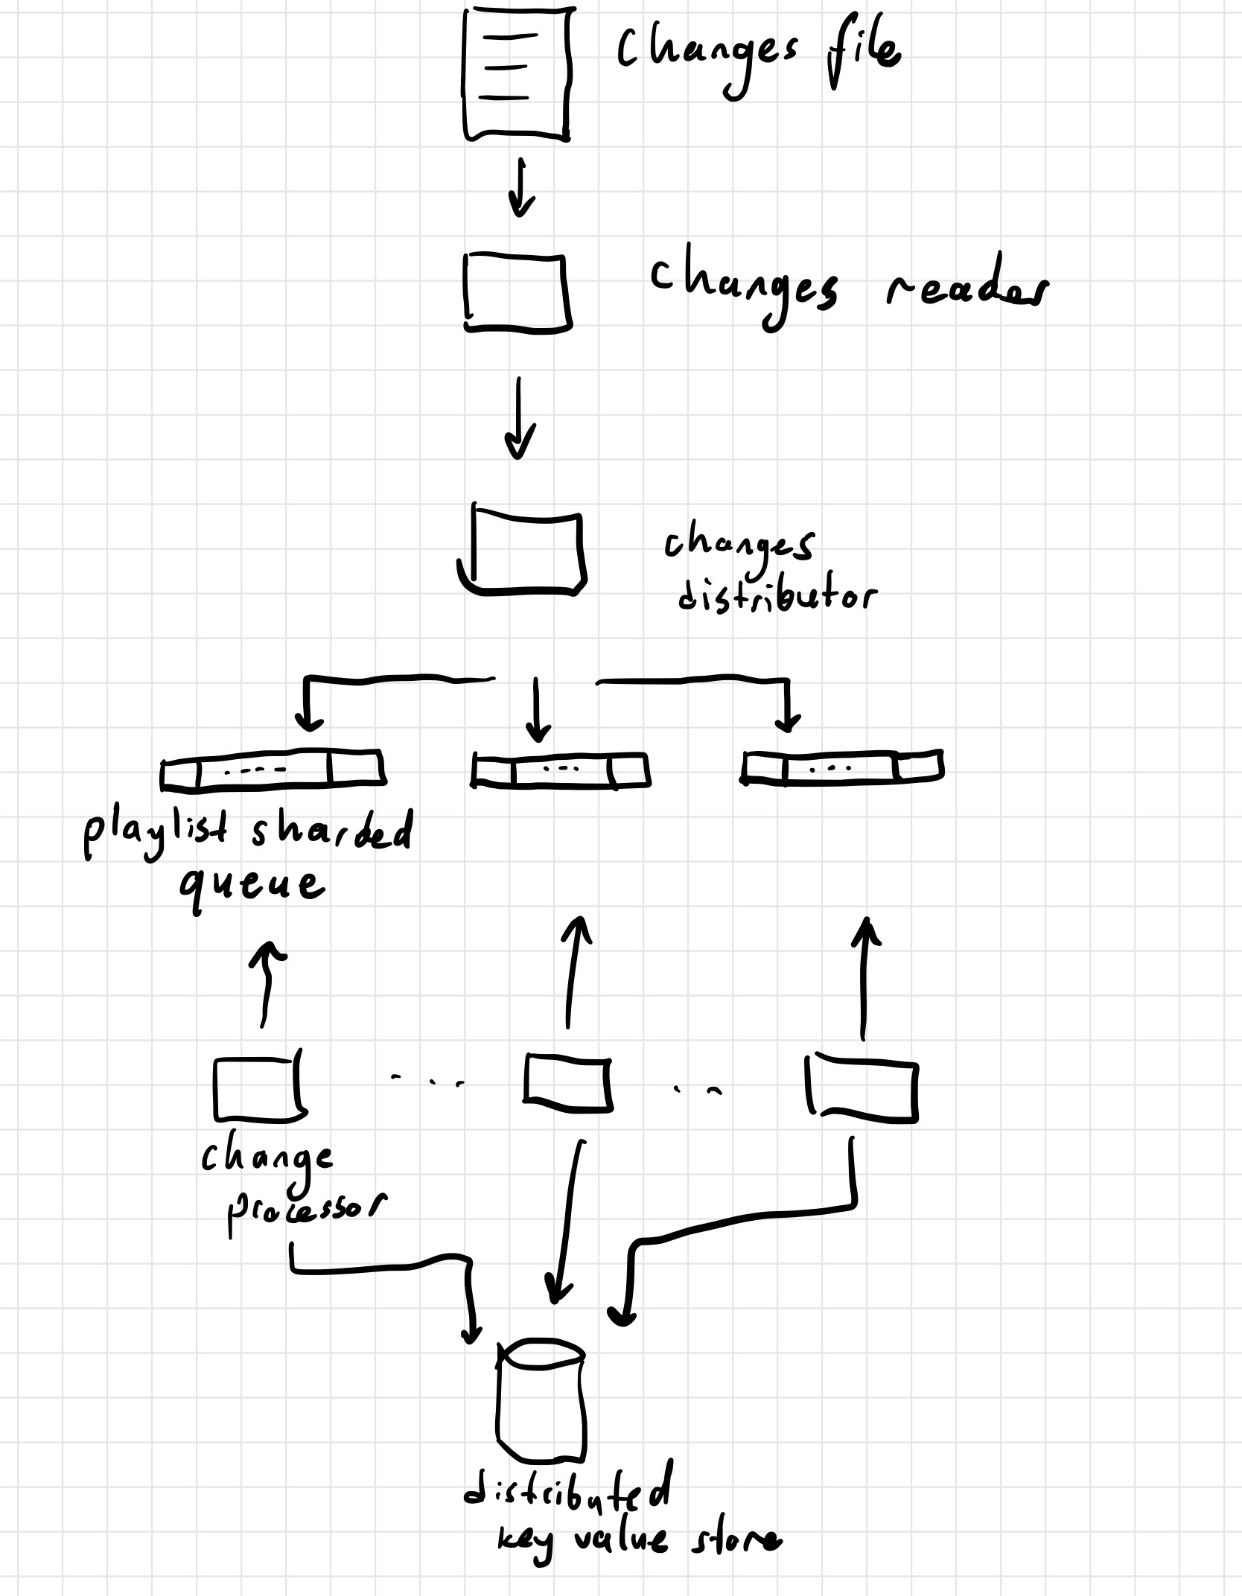 changes file
changes reader
changes
distributor
playlist sharded
queue
change
processor
distributed
key value store